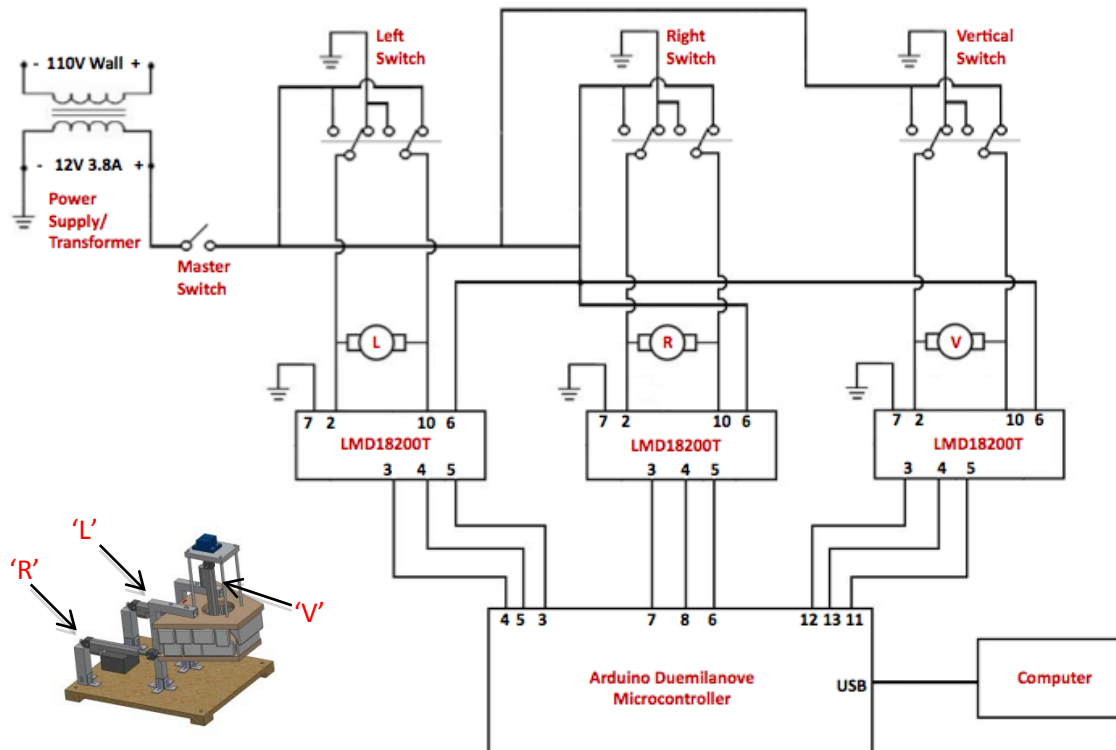 Left
Switch
Right
Switch
Vertical
Switch
- 110V Wall +
- 12V 3.8A +
Power
Supply/
Transformer
Master
Switch
L
R
V
7 2 10 6
LMD18200T
3 4 5
7 2 10 6
LMD18200T
3 4 5
7 2 10 6
LMD18200T
3 4 5
‘L’
‘R’
‘V’
4 5 3
7 8 6
12 13 11
Arduino Duemilanove
Microcontroller
USB
Computer